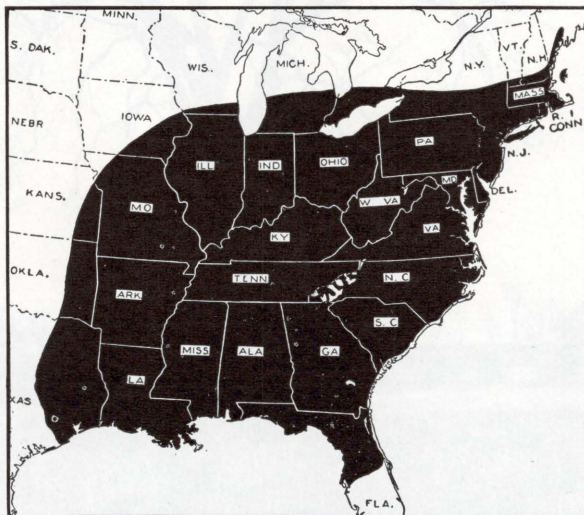 MINN.
S. DAK.
WIS.
MICH.
N.Y.
VT.
N.H.
MASS
R. I
CONN
NEBR
IOWA
ILL
IND
OHIO
PA
N.J.
MD
DEL.
KANS.
MO
W VA
VA
KY
OKLA.
TENN
N. C
ARK
S. C
MISS
ALA
GA
LA
XAS
FLA.